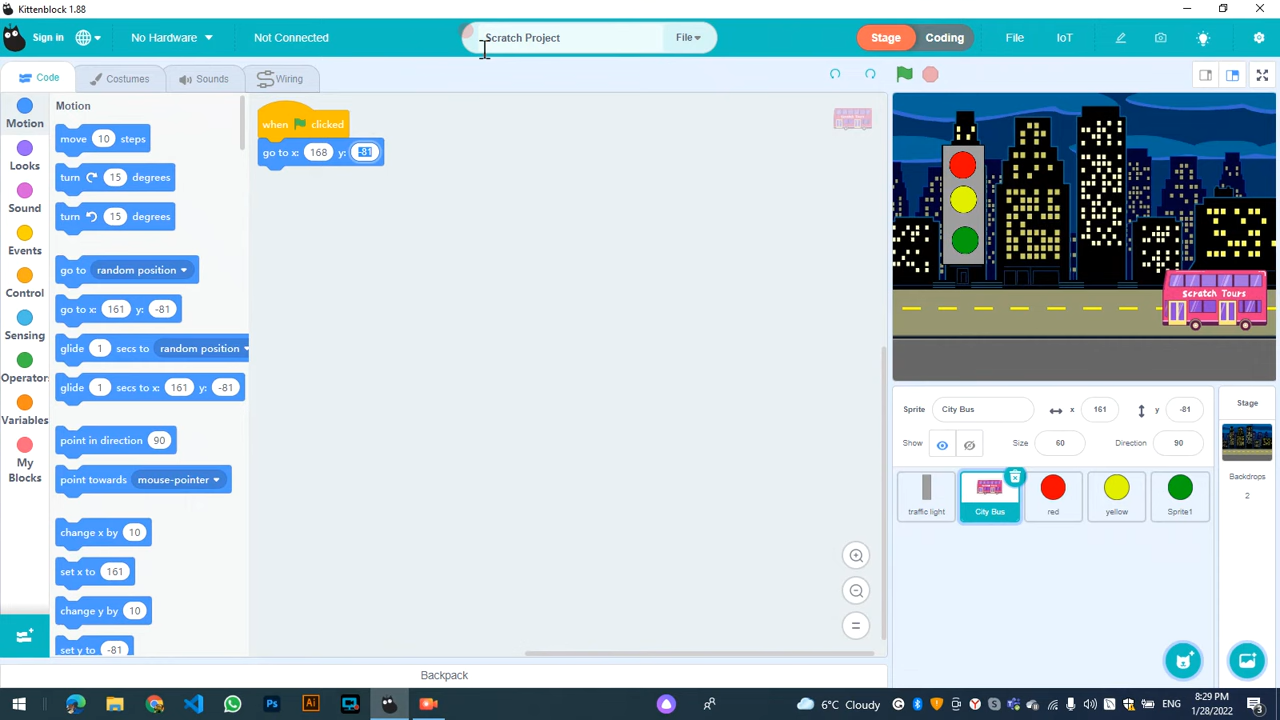 Kittenblock 1.88
Sign in
No Hardware
Not Connected
Scratch Project
File
Stage
Coding
File
IoT
Code
Costumes
Sounds
Wiring
Motion
Looks
Sound
Events
Control
Sensing
Operator
Variables
My
Blocks
Motion
move 10 steps
turn 15 degrees
turn 15 degrees
go to random position
go to x: 161 y: -81
glide 1 secs to random position
glide 1 secs to x: 161 y: -81
point in direction 90
point towards mouse-pointer
change x by 10
set x to 161
change y by 10
set y to -81
when clicked
go to x: 168 y: -81
Scratch Tours
Sprite City Bus x 161 y -81
Show Size 60 Direction 90
traffic light
City Bus
red
yellow
Sprite1
Stage
Backdrops
2
Backpack
6°C Cloudy
ENG
8:29 PM
1/28/2022
3